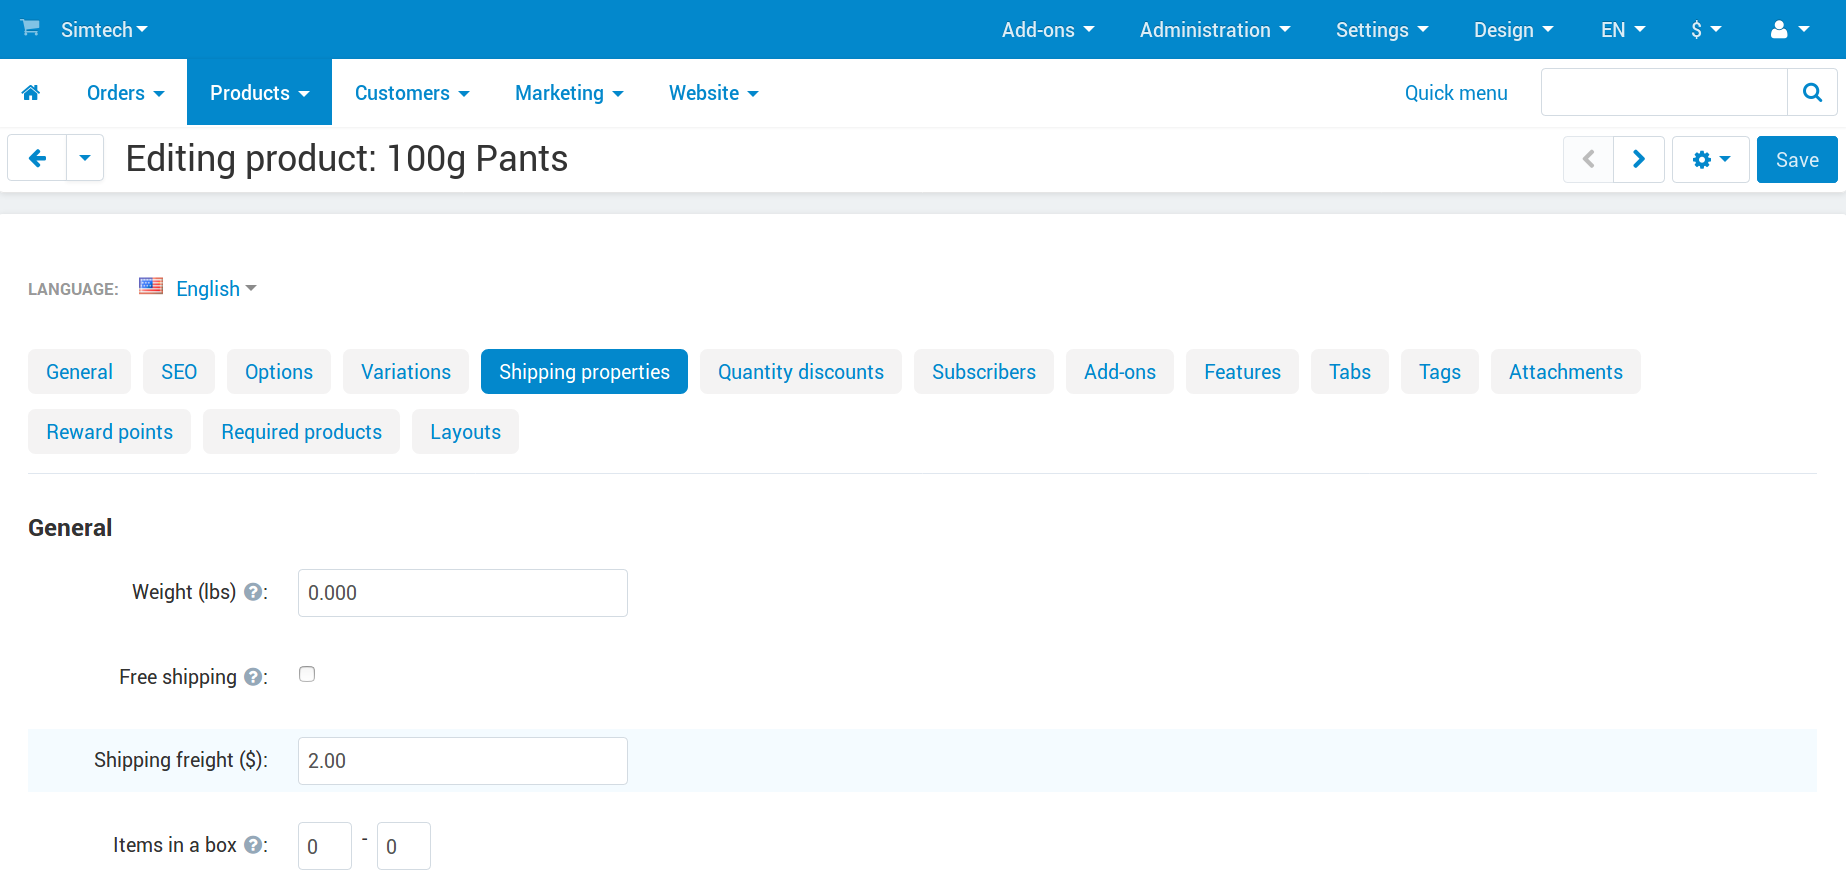 Simtech Add-ons Administration Settings Design EN $
Orders Products Customers Marketing Website Quick menu
Editing product: 100g Pants Save
LANGUAGE: English
General SEO Options Variations Shipping properties Quantity discounts Subscribers Add-ons Features Tabs Tags Attachments
Reward points Required products Layouts
General
Weight (lbs) ?: 0.000
Free shipping ?:
Shipping freight ($): 2.00
Items in a box ?: 0 - 0